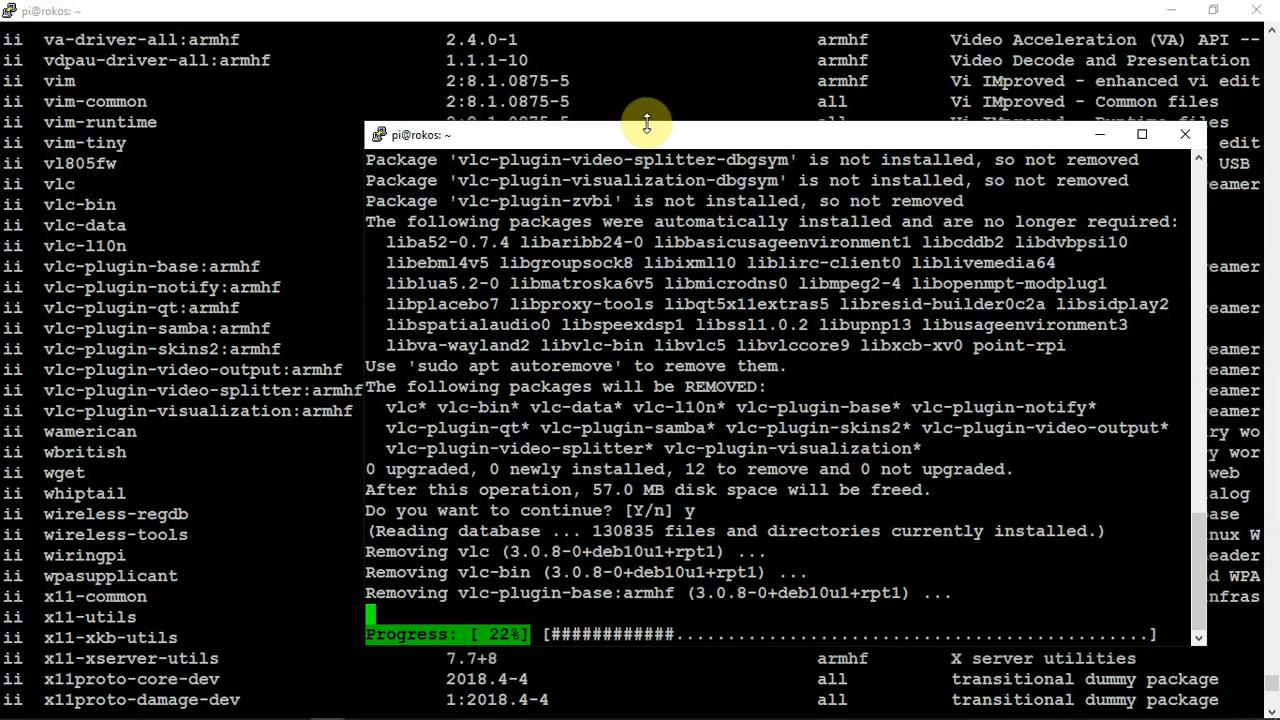 pi@rokos: ~
ii va-driver-all:armhf 2.4.0-1 armhf Video Acceleration (VA) API --
ii vdpau-driver-all:armhf 1.1.1-10 armhf Video Decode and Presentation
ii vim 2:8.1.0875-5 armhf Vi IMproved - enhanced vi edit
ii vim-common 2:8.1.0875-5 all Vi IMproved - Common files
ii vim-runtime 2:8.1.0875-5 all Vi IMproved - Runtime files
ii vim-tiny edit
ii vl805fw USB
ii vlc eamer
ii vlc-bin
ii vlc-data
ii vlc-l10n
ii vlc-plugin-base:armhf eamer
ii vlc-plugin-notify:armhf
ii vlc-plugin-qt:armhf eamer
ii vlc-plugin-samba:armhf
ii vlc-plugin-skins2:armhf eamer
ii vlc-plugin-video-output:armhf eamer
ii vlc-plugin-video-splitter:armhf eamer
ii vlc-plugin-visualization:armhf eamer
ii wamerican ry wo
ii wbritish y wor
ii wget web
ii whiptail alog
ii wireless-regdb ase
ii wireless-tools nux W
ii wiringpi eader
ii wpasupplicant d WPA
ii x11-common nfras
ii x11-utils
ii x11-xkb-utils
ii x11-xserver-utils 7.7+8 armhf X server utilities
ii x11proto-core-dev 2018.4-4 all transitional dummy package
ii x11proto-damage-dev 1:2018.4-4 all transitional dummy package
pi@rokos: ~
Package 'vlc-plugin-video-splitter-dbgsym' is not installed, so not removed
Package 'vlc-plugin-visualization-dbgsym' is not installed, so not removed
Package 'vlc-plugin-zvbi' is not installed, so not removed
The following packages were automatically installed and are no longer required:
liba52-0.7.4 libaribb24-0 libbasicusageenvironment1 libcddb2 libdvbpsi10
libebml4v5 libgroupsock8 libixml10 liblirc-client0 liblivemedia64
liblua5.2-0 libmatroska6v5 libmicrodns0 libmpeg2-4 libopenmpt-modplug1
libplacebo7 libproxy-tools libqt5x11extras5 libresid-builder0c2a libsidplay2
libspatialaudio0 libspeexdsp1 libssl1.0.2 libupnp13 libusageenvironment3
libva-wayland2 libvlc-bin libvlc5 libvlccore9 libxcb-xv0 point-rpi
Use 'sudo apt autoremove' to remove them.
The following packages will be REMOVED:
vlc* vlc-bin* vlc-data* vlc-l10n* vlc-plugin-base* vlc-plugin-notify*
vlc-plugin-qt* vlc-plugin-samba* vlc-plugin-skins2* vlc-plugin-video-output*
vlc-plugin-video-splitter* vlc-plugin-visualization*
0 upgraded, 0 newly installed, 12 to remove and 0 not upgraded.
After this operation, 57.0 MB disk space will be freed.
Do you want to continue? [Y/n] y
(Reading database ... 130835 files and directories currently installed.)
Removing vlc (3.0.8-0+deb10u1+rpt1) ...
Removing vlc-bin (3.0.8-0+deb10u1+rpt1) ...
Removing vlc-plugin-base:armhf (3.0.8-0+deb10u1+rpt1) ...
Progress: [ 22%] [############..............................................]